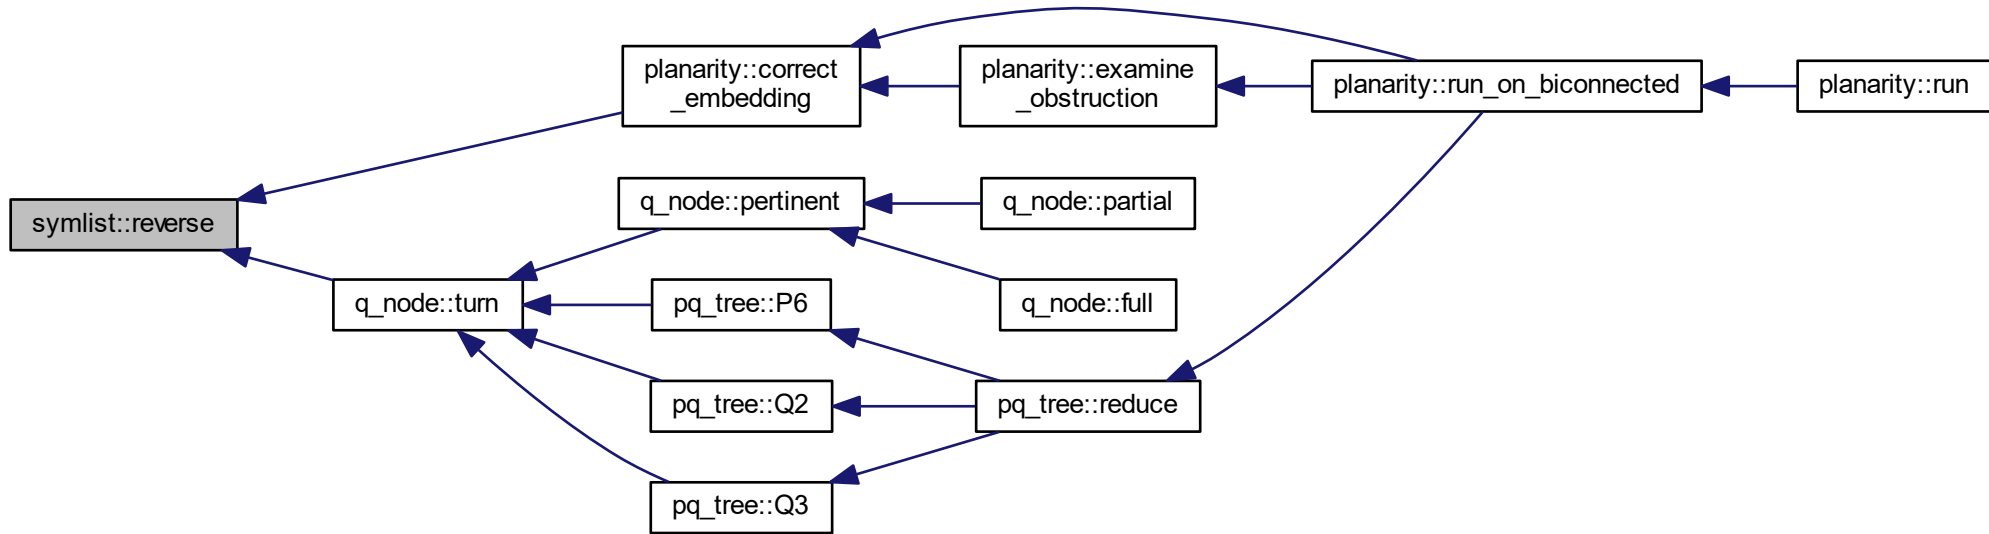 planarity::correct
_embedding
planarity::examine
_obstruction
planarity::run_on_biconnected
planarity::run
symlist::reverse
q_node::pertinent
q_node::partial
q_node::turn
pq_tree::P6
q_node::full
pq_tree::Q2
pq_tree::reduce
pq_tree::Q3